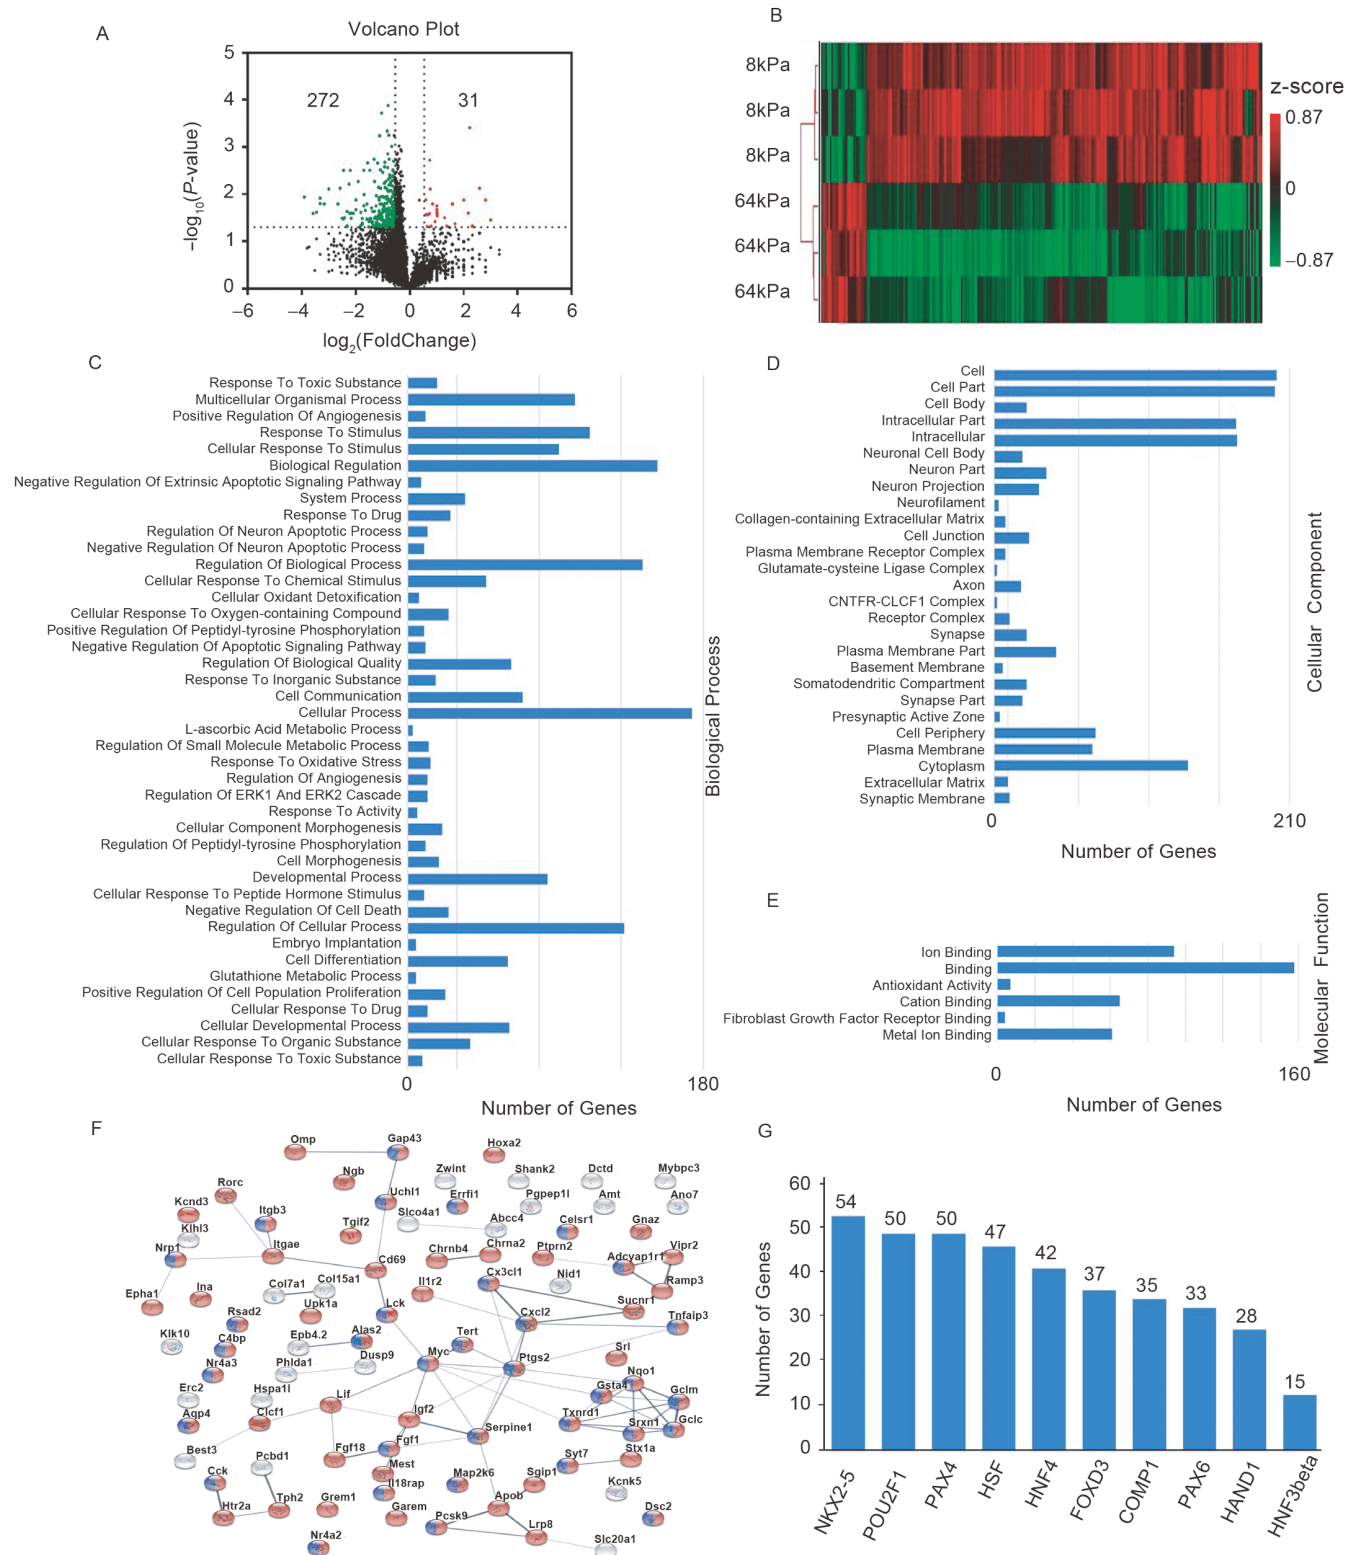 A
Volcano Plot
5
4
3
2
1
0
272
31
−log10(P-value)
−6
−4
−2
0
2
4
6
log2(FoldChange)
B
8kPa
8kPa
8kPa
64kPa
64kPa
64kPa
z-score
0.87
0
−0.87
C
Response To Toxic Substance
Multicellular Organismal Process
Positive Regulation Of Angiogenesis
Response To Stimulus
Cellular Response To Stimulus
Biological Regulation
Negative Regulation Of Extrinsic Apoptotic Signaling Pathway
System Process
Response To Drug
Regulation Of Neuron Apoptotic Process
Negative Regulation Of Neuron Apoptotic Process
Regulation Of Biological Process
Cellular Response To Chemical Stimulus
Cellular Oxidant Detoxification
Cellular Response To Oxygen-containing Compound
Positive Regulation Of Peptidyl-tyrosine Phosphorylation
Negative Regulation Of Apoptotic Signaling Pathway
Regulation Of Biological Quality
Response To Inorganic Substance
Cell Communication
Cellular Process
L-ascorbic Acid Metabolic Process
Regulation Of Small Molecule Metabolic Process
Response To Oxidative Stress
Regulation Of Angiogenesis
Regulation Of ERK1 And ERK2 Cascade
Response To Activity
Cellular Component Morphogenesis
Regulation Of Peptidyl-tyrosine Phosphorylation
Cell Morphogenesis
Developmental Process
Cellular Response To Peptide Hormone Stimulus
Negative Regulation Of Cell Death
Regulation Of Cellular Process
Embryo Implantation
Cell Differentiation
Glutathione Metabolic Process
Positive Regulation Of Cell Population Proliferation
Cellular Response To Drug
Cellular Developmental Process
Cellular Response To Organic Substance
Cellular Response To Toxic Substance
Biological Process
0
180
Number of Genes
D
Cell
Cell Part
Cell Body
Intracellular Part
Intracellular
Neuronal Cell Body
Neuron Part
Neuron Projection
Neurofilament
Collagen-containing Extracellular Matrix
Cell Junction
Plasma Membrane Receptor Complex
Glutamate-cysteine Ligase Complex
Axon
CNTFR-CLCF1 Complex
Receptor Complex
Synapse
Plasma Membrane Part
Basement Membrane
Somatodendritic Compartment
Synapse Part
Presynaptic Active Zone
Cell Periphery
Plasma Membrane
Cytoplasm
Extracellular Matrix
Synaptic Membrane
Cellular Component
0
210
Number of Genes
E
Ion Binding
Binding
Antioxidant Activity
Cation Binding
Fibroblast Growth Factor Receptor Binding
Metal Ion Binding
Molecular Function
0
160
Number of Genes
F
Omp
Gap43
Hoxa2
Ngb
Zwint
Shank2
Dctd
Mybpc3
Rorc
Uchl1
Errfi1
Pgpep1l
Amt
Ano7
Kcnd3
Itgb3
Slco4a1
Klhl3
Tgif2
Abcc4
Celsr1
Gnaz
Nrp1
Itgae
Cd69
Chrnb4
Chrna2
Ptprn2
Adcyap1r1
Vipr2
Epha1
Ina
Col7a1
Col15a1
Il1r2
Cx3cl1
Nid1
Ramp3
Rsad2
Upk1a
Lck
Cxcl2
Sucnr1
Tnfaip3
Klk10
C4bp
Epb4.2
Alas2
Tert
Nr4a3
Phlda1
Dusp9
Myc
Ptgs2
Srl
Erc2
Hspa1l
Gsta4
Nqo1
Gclm
Aqp4
Clcf1
Lif
Igf2
Txnrd1
Srxn1
Gclc
Best3
Pcbd1
Fgf18
Fgf1
Serpine1
Syt7
Stx1a
Cck
Mest
Map2k6
Sgip1
Kcnk5
Il18rap
Htr2a
Tph2
Grem1
Garem
Apob
Dsc2
Nr4a2
Pcsk9
Lrp8
Slc20a1
G
Number of Genes
60
50
40
30
20
10
0
54
50
50
47
42
37
35
33
28
15
NKX2-5
POU2F1
PAX4
HSF
HNF4
FOXD3
COMP1
PAX6
HAND1
HNF3beta